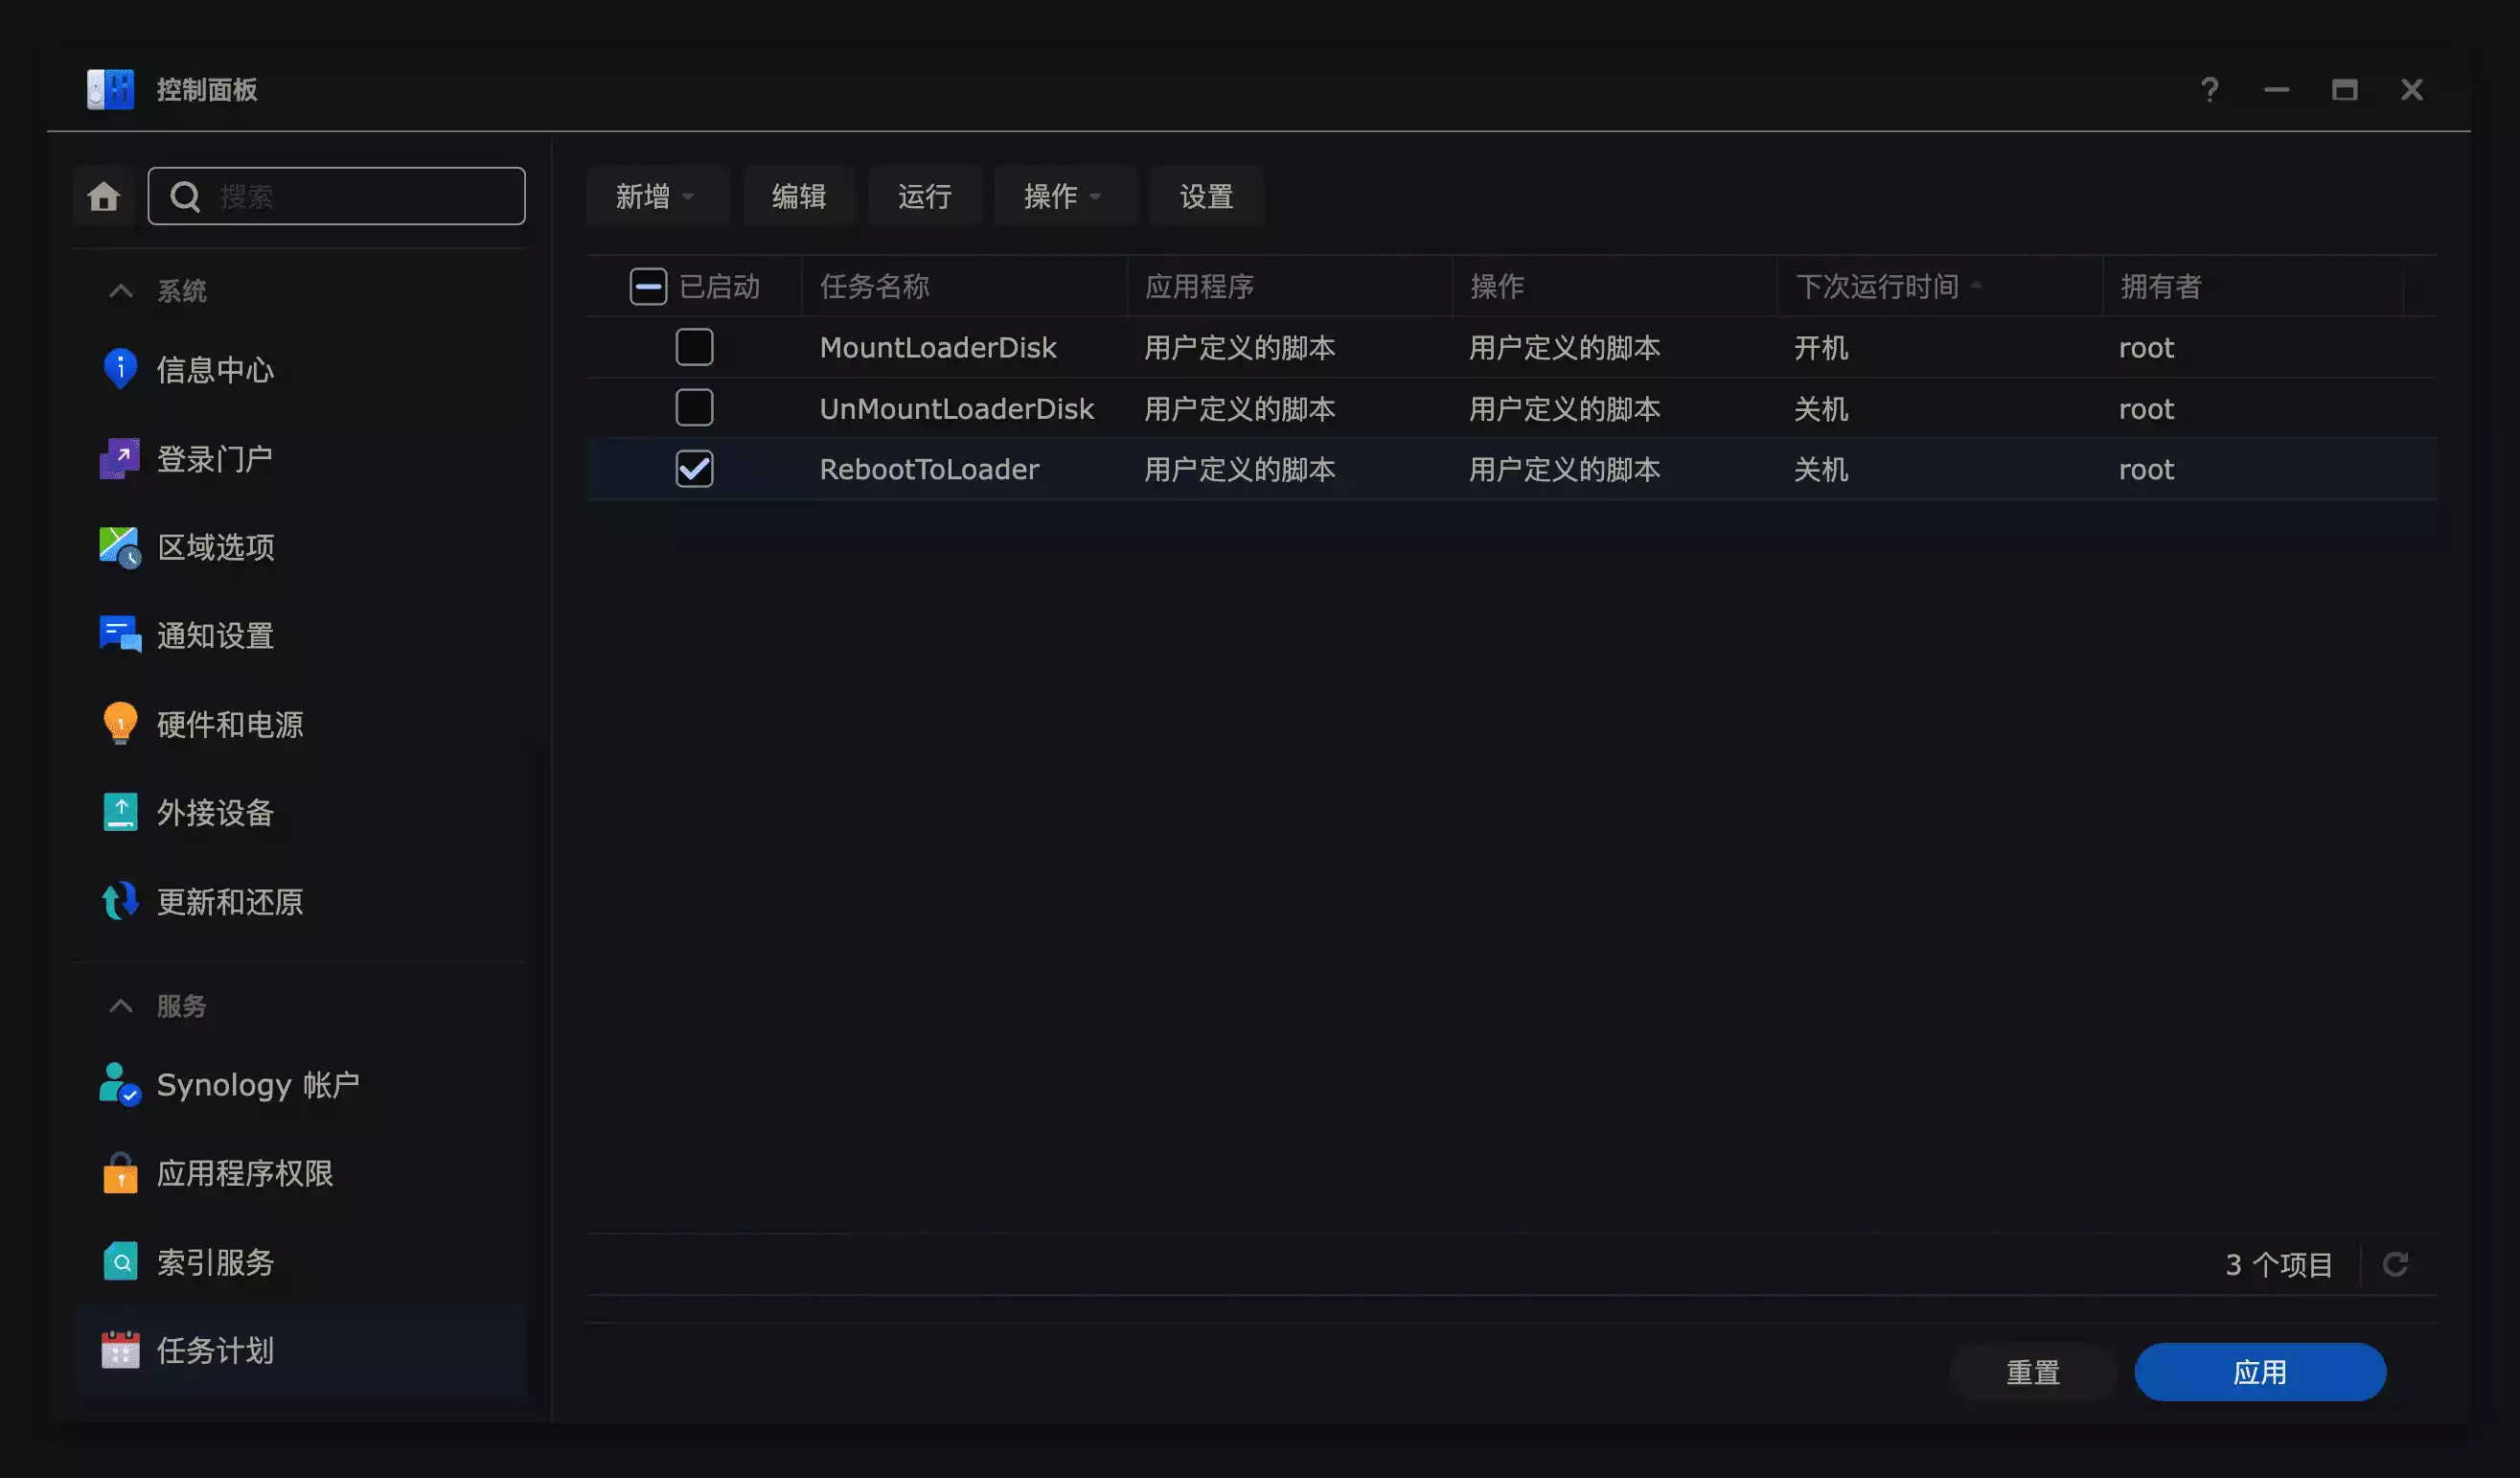 控制面板
搜索
新增 编辑 运行 操作 设置
系统
信息中心
登录门户
区域选项
通知设置
硬件和电源
外接设备
更新和还原
服务
Synology 帐户
应用程序权限
索引服务
任务计划
已启动 任务名称 应用程序 操作 下次运行时间 拥有者
MountLoaderDisk 用户定义的脚本 用户定义的脚本 开机 root
UnMountLoaderDisk 用户定义的脚本 用户定义的脚本 关机 root
RebootToLoader 用户定义的脚本 用户定义的脚本 关机 root
3 个项目
重置 应用